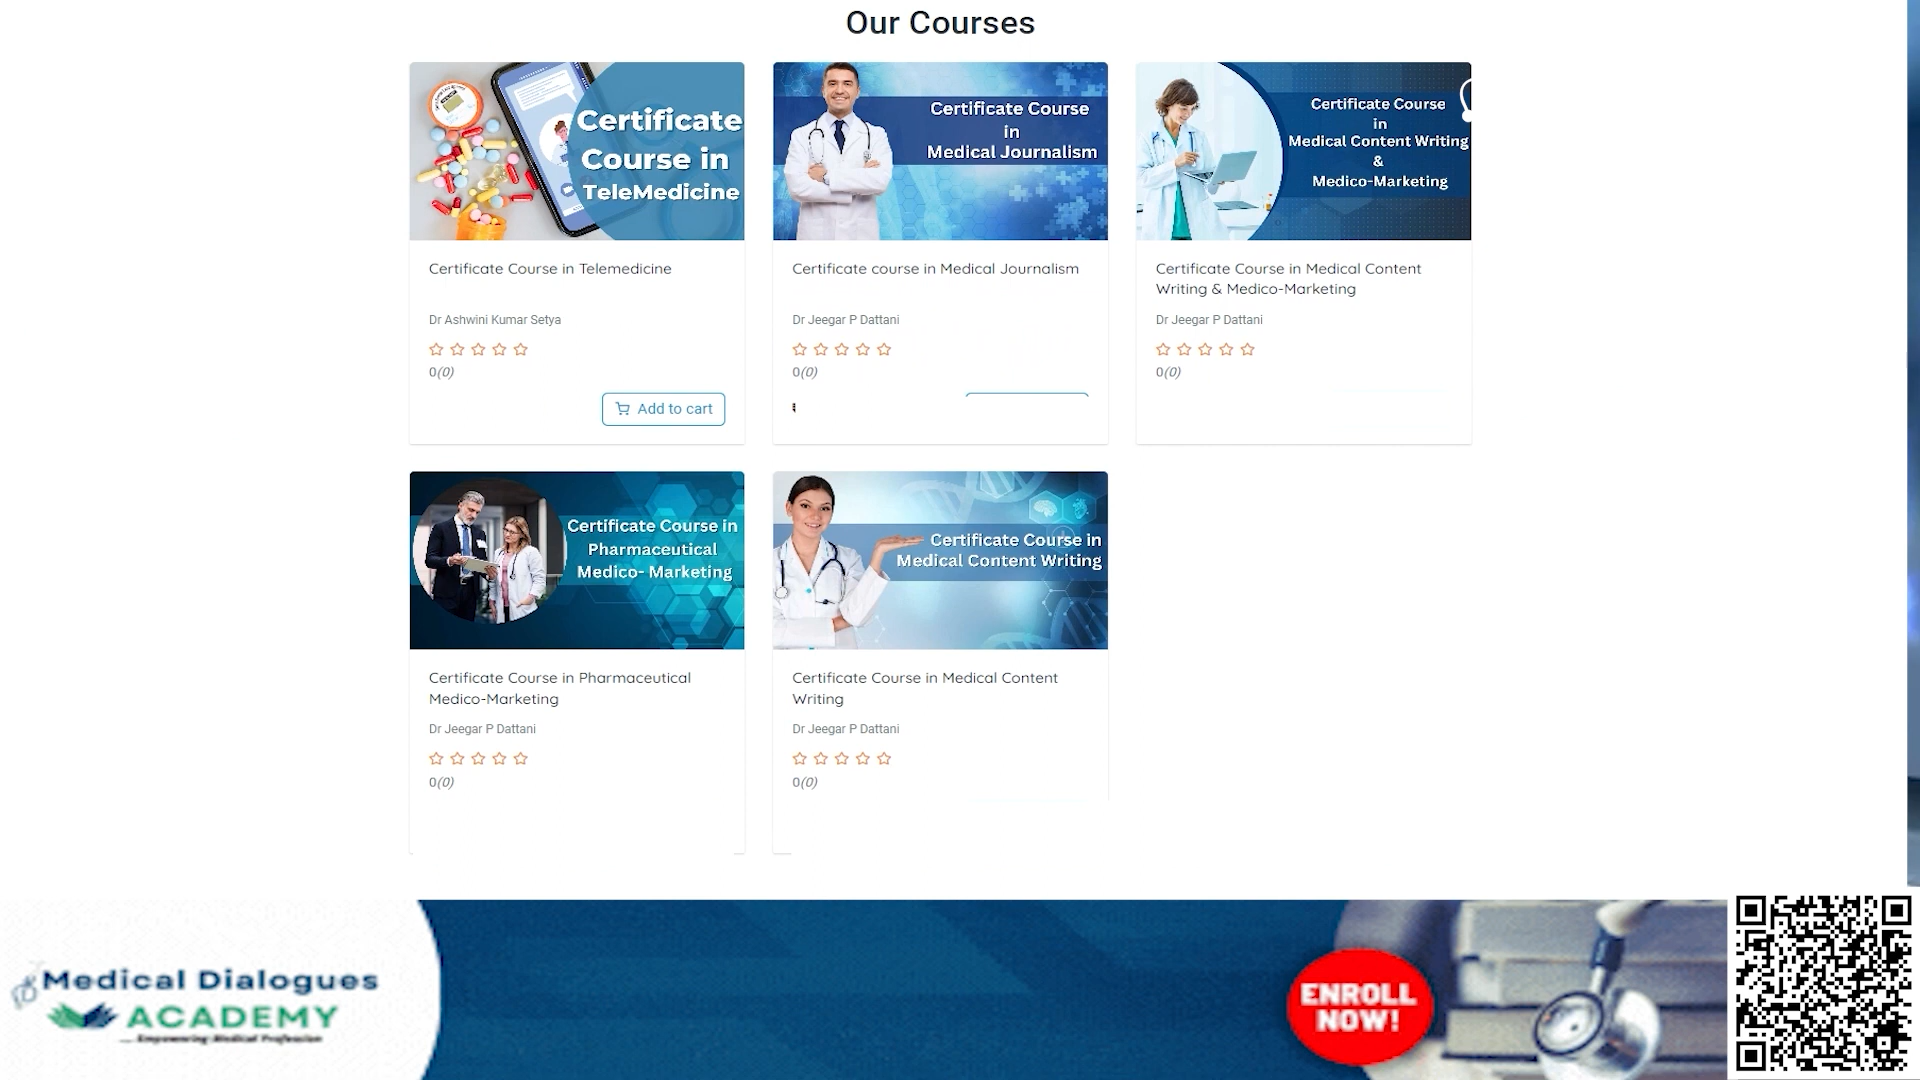 Our Courses
Certificate
Course in
TeleMedicine
Certificate Course in Telemedicine
Dr Ashwini Kumar Setya
0(0)
Add to cart
Certificate Course
in
Medical Journalism
Certificate course in Medical Journalism
Dr Jeegar P Dattani
0(0)
Certificate Course
in
Medical Content Writing
&
Medico-Marketing
Certificate Course in Medical Content
Writing & Medico-Marketing
Dr Jeegar P Dattani
0(0)
Certificate Course in
Pharmaceutical
Medico- Marketing
Certificate Course in Pharmaceutical
Medico-Marketing
Dr Jeegar P Dattani
0(0)
Certificate Course in
Medical Content Writing
Certificate Course in Medical Content
Writing
Dr Jeegar P Dattani
0(0)
Medical Dialogues
ACADEMY
Empowering Medical Profession
ENROLL
NOW!